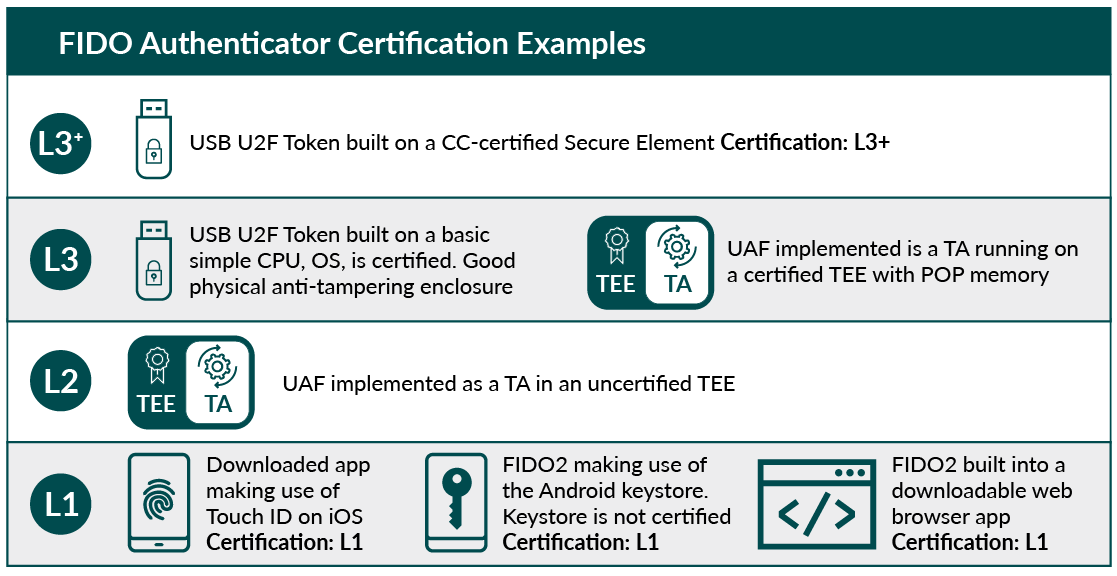 FIDO Authenticator Certification Examples
L3+
USB U2F Token built on a CC-certified Secure Element Certification: L3+
L3
USB U2F Token built on a basic
simple CPU, OS, is certified. Good
physical anti-tampering enclosure
TEE
TA
UAF implemented is a TA running on
a certified TEE with POP memory
L2
TEE
TA
UAF implemented as a TA in an uncertified TEE
L1
Downloaded app
making use of
Touch ID on iOS
Certification: L1
FIDO2 making use of
the Android keystore.
Keystore is not certified
Certification: L1
</>
FIDO2 built into a
downloadable web
browser app
Certification: L1